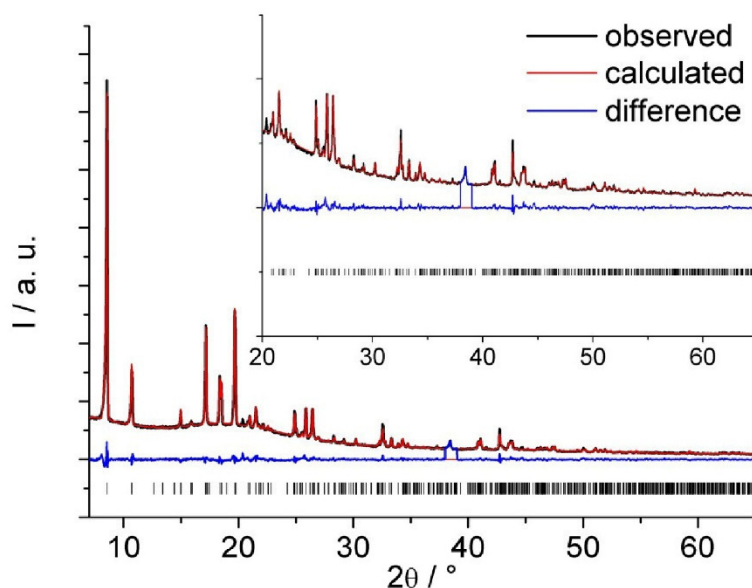 observed
calculated
difference
20 30 40 50 60
I / a. u.
10 20 30 40 50 60
2θ / °